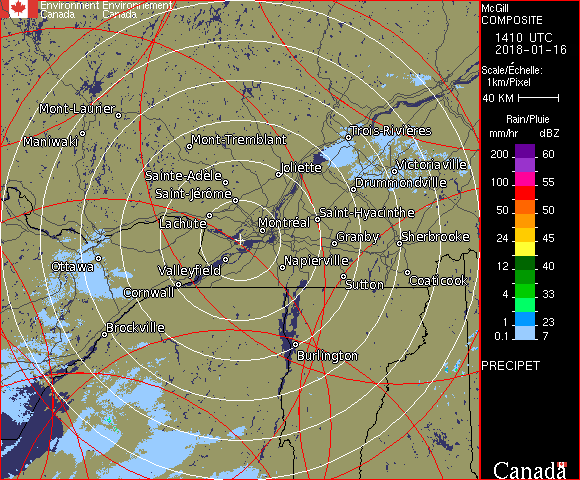 Environment Environnement
Canada Canada
McGill
COMPOSITE
1410 UTC
2018-01-16
Scale/Échelle:
1km/Pixel
40 KM
Rain/Pluie
mm/hr dBZ
200 60
100 55
50 50
24 45
12 40
4 33
1 23
0.1 7
PRECIPET
Canada
Mont-Laurier
Maniwaki
Mont-Tremblant
Trois-Rivières
Joliette
Victoriaville
Sainte-Adèle
Drummondville
Saint-Jérôme
Lachute
Saint-Hyacinthe
Montréal
Granby
Sherbrooke
Ottawa
Valleyfield
Napierville
Cornwall
Sutton
Coaticook
Brockville
Burlington